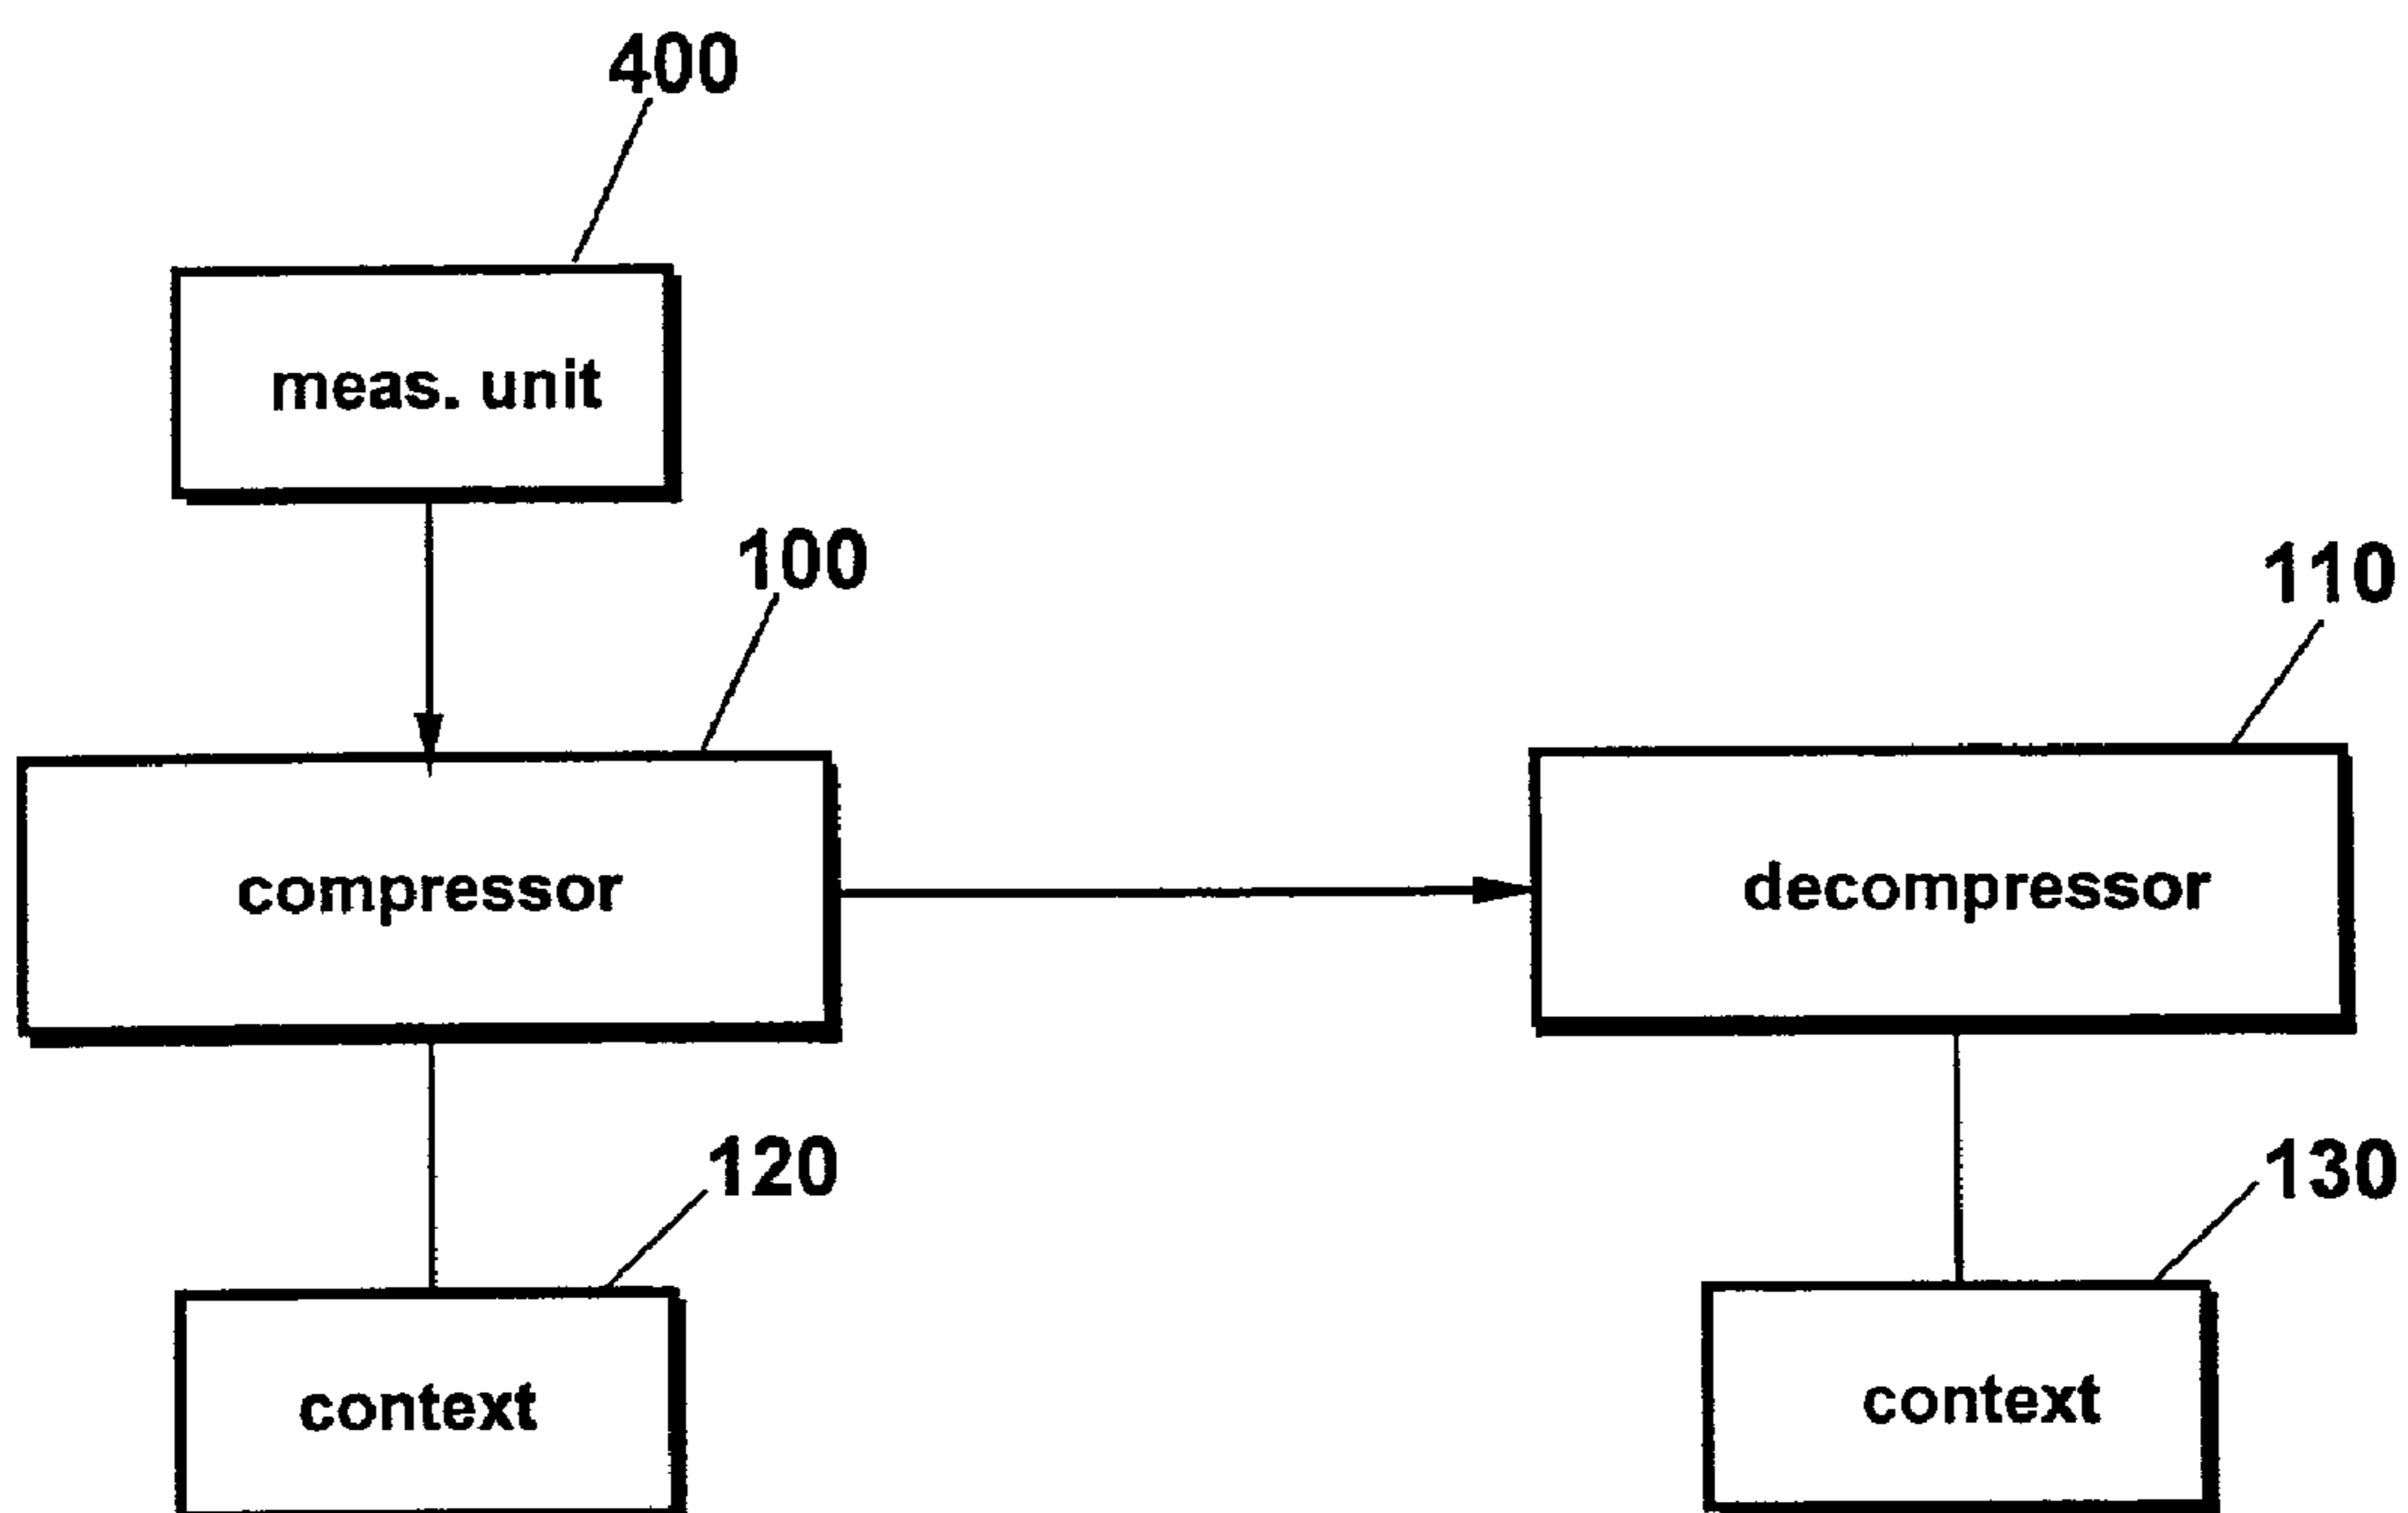 400
meas. unit
100
110
compressor
decompressor
120
130
context
context